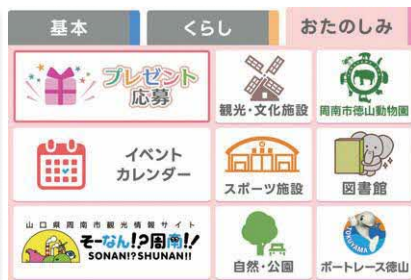 基本
くらし
おたのしみ
プレゼント
応募
観光・文化施設
周南市徳山動物園
イベント
カレンダー
スポーツ施設
図書館
山口県周南市観光情報サイト
そーなん!?周南!!
SONAN!?SHUNAN!!
自然・公園
TOKUYAMA
ボートレース徳山